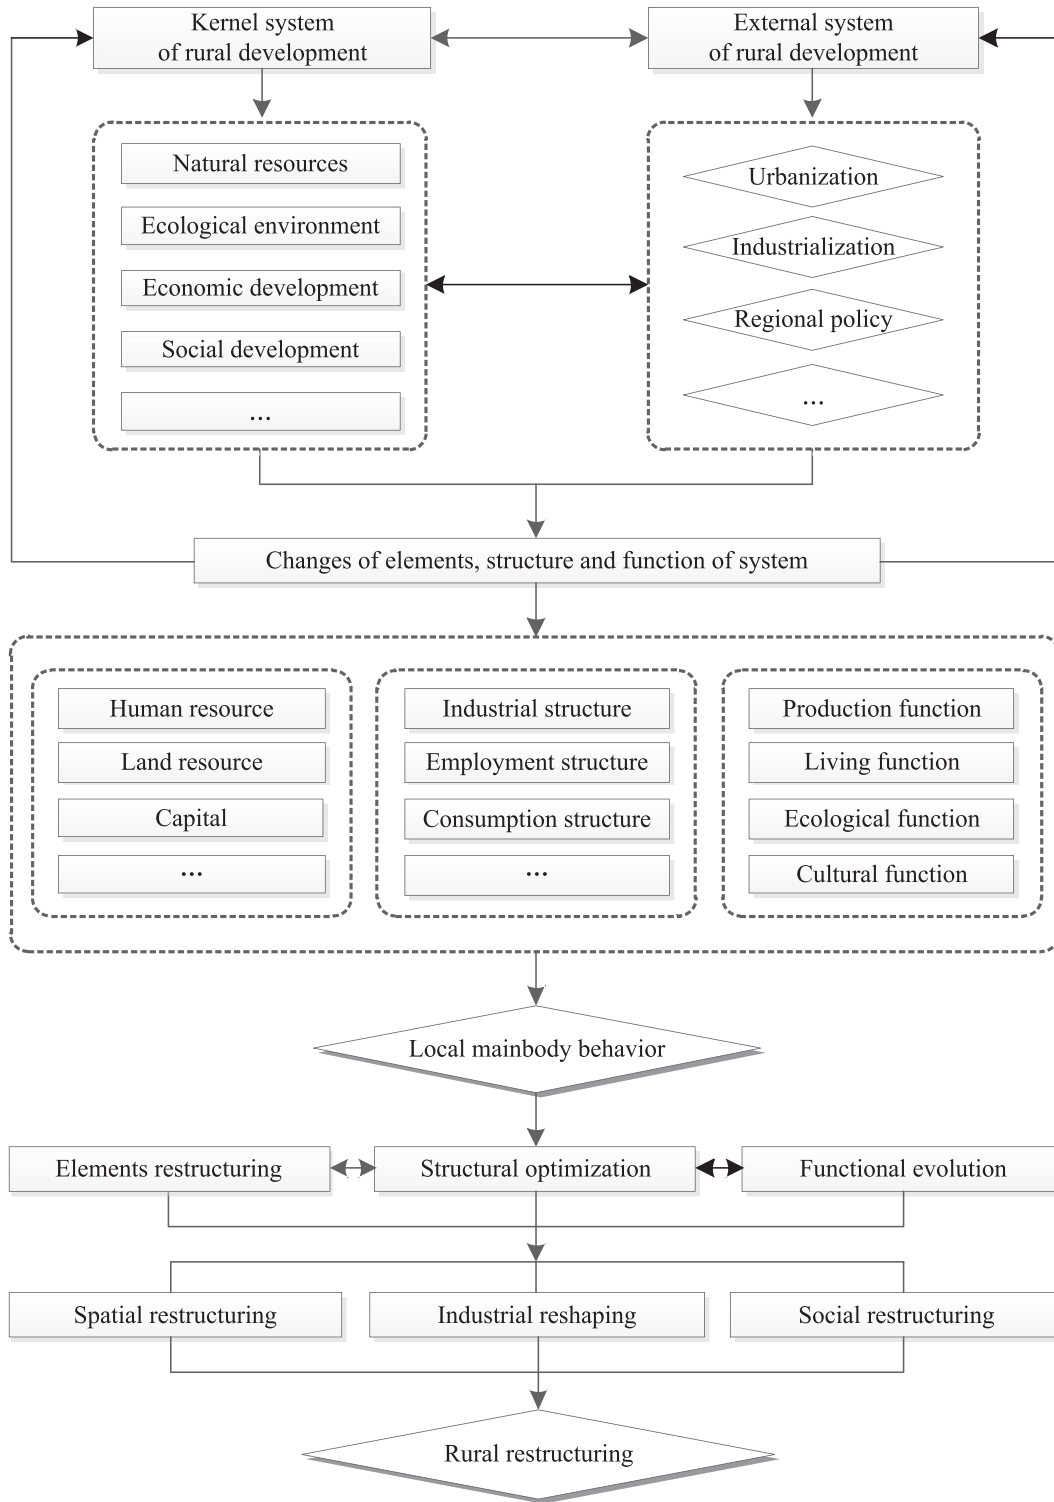 Kernel system
of rural development
External system
of rural development
Natural resources
Ecological environment
Economic development
Social development
...
Urbanization
Industrialization
Regional policy
...
Changes of elements, structure and function of system
Human resource
Land resource
Capital
...
Industrial structure
Employment structure
Consumption structure
...
Production function
Living function
Ecological function
Cultural function
Local mainbody behavior
Elements restructuring
Structural optimization
Functional evolution
Spatial restructuring
Industrial reshaping
Social restructuring
Rural restructuring